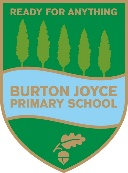 READY FOR ANYTHING
BURTON JOYCE
PRIMARY SCHOOL